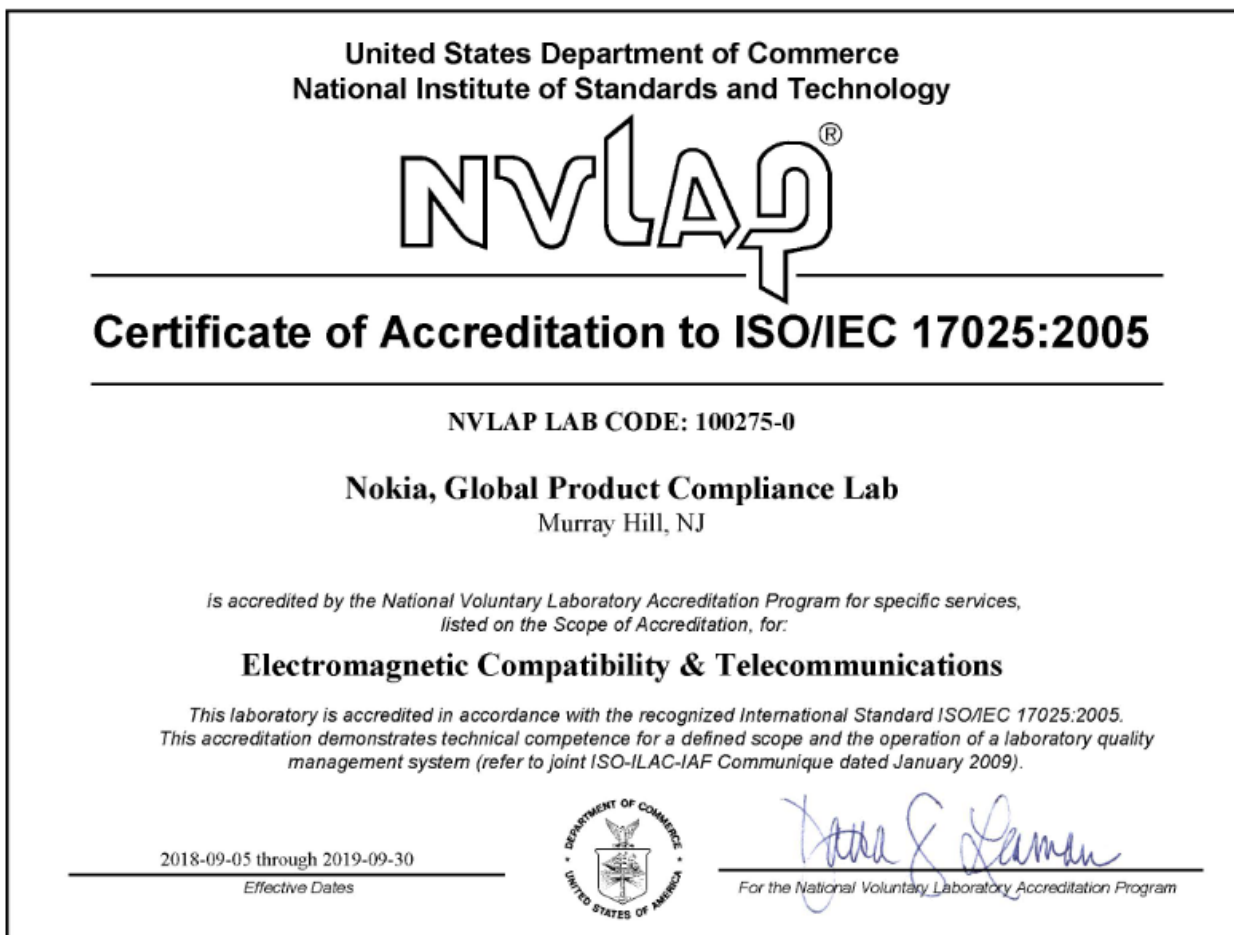 United States Department of Commerce
National Institute of Standards and Technology
NVLAP®
Certificate of Accreditation to ISO/IEC 17025:2005
NVLAP LAB CODE: 100275-0
Nokia, Global Product Compliance Lab
Murray Hill, NJ
is accredited by the National Voluntary Laboratory Accreditation Program for specific services,
listed on the Scope of Accreditation, for:
Electromagnetic Compatibility & Telecommunications
This laboratory is accredited in accordance with the recognized International Standard ISO/IEC 17025:2005.
This accreditation demonstrates technical competence for a defined scope and the operation of a laboratory quality
management system (refer to joint ISO-ILAC-IAF Communique dated January 2009).
2018-09-05 through 2019-09-30
Effective Dates
DEPARTMENT OF COMMERCE
UNITED STATES OF AMERICA
For the National Voluntary Laboratory Accreditation Program